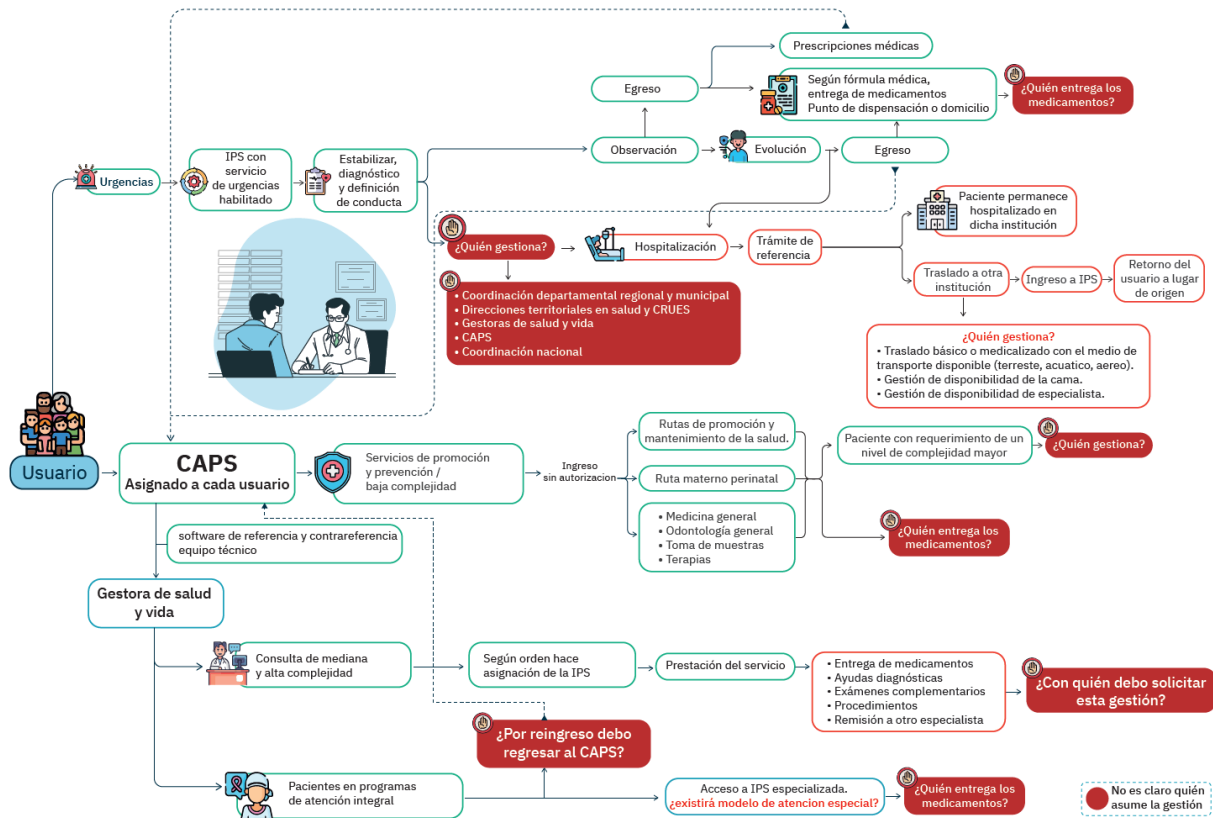 Prescripciones médicas
Según fórmula médica,
entrega de medicamentos
Punto de dispensación o domicilio
¿Quién entrega los
medicamentos?
Egreso
Observación
Evolución
Egreso
Urgencias
IPS con
servicio
de urgencias
habilitado
Estabilizar,
diagnóstico
y definición
de conducta
¿Quién gestiona?
Hospitalización
Trámite de
referencia
Paciente permanece
hospitalizado en
dicha institución
Traslado a otra
institución
Ingreso a IPS
Retorno del
usuario a lugar
de origen
• Coordinación departamental regional y municipal
• Direcciones territoriales en salud y CRUES
• Gestoras de salud y vida
• CAPS
• Coordinación nacional
¿Quién gestiona?
• Traslado básico o medicalizado con el medio de
transporte disponible (terreste, acuatico, aereo).
• Gestión de disponibilidad de la cama.
• Gestión de disponibilidad de especialista.
Usuario
CAPS
Asignado a cada usuario
Servicios de promoción
y prevención /
baja complejidad
Ingreso
sin autorizacion
Rutas de promoción y
mantenimiento de la salud.
Ruta materno perinatal
• Medicina general
• Odontología general
• Toma de muestras
• Terapias
Paciente con requerimiento de un
nivel de complejidad mayor
¿Quién gestiona?
¿Quién entrega los
medicamentos?
software de referencia y contrareferencia
equipo técnico
Gestora de salud
y vida
Consulta de mediana
y alta complejidad
Según orden hace
asignación de la IPS
Prestación del servicio
• Entrega de medicamentos
• Ayudas diagnósticas
• Exámenes complementarios
• Procedimientos
• Remisión a otro especialista
¿Con quién debo solicitar
esta gestión?
¿Por reingreso debo
regresar al CAPS?
Pacientes en programas
de atención integral
Acceso a IPS especializada.
¿existirá modelo de atencion especial?
¿Quién entrega los
medicamentos?
No es claro quién
asume la gestión